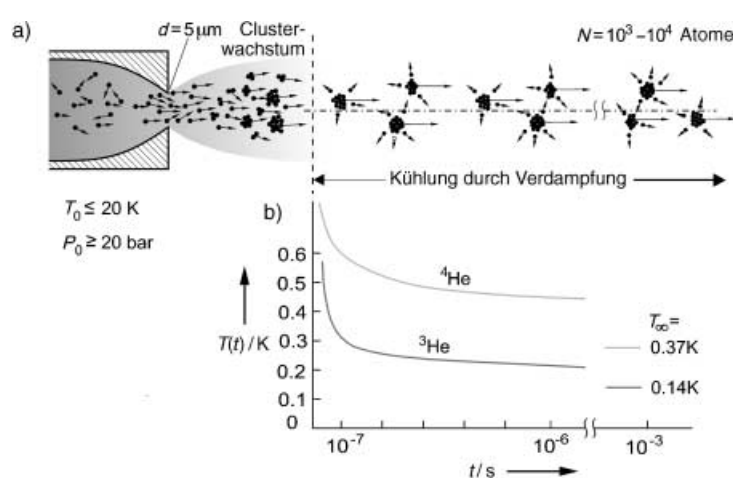 a)
d = 5 µm
Cluster-
wachstum
N = 10³ – 10⁴ Atome
T₀ ≤ 20 K
P₀ ≥ 20 bar
Kühlung durch Verdampfung
b)
0.6
0.5
0.4
0.3
0.2
0.1
0
T(t) / K
⁴He
³He
T∞ =
0.37K
0.14K
10⁻⁷
10⁻⁶
10⁻³
t / s